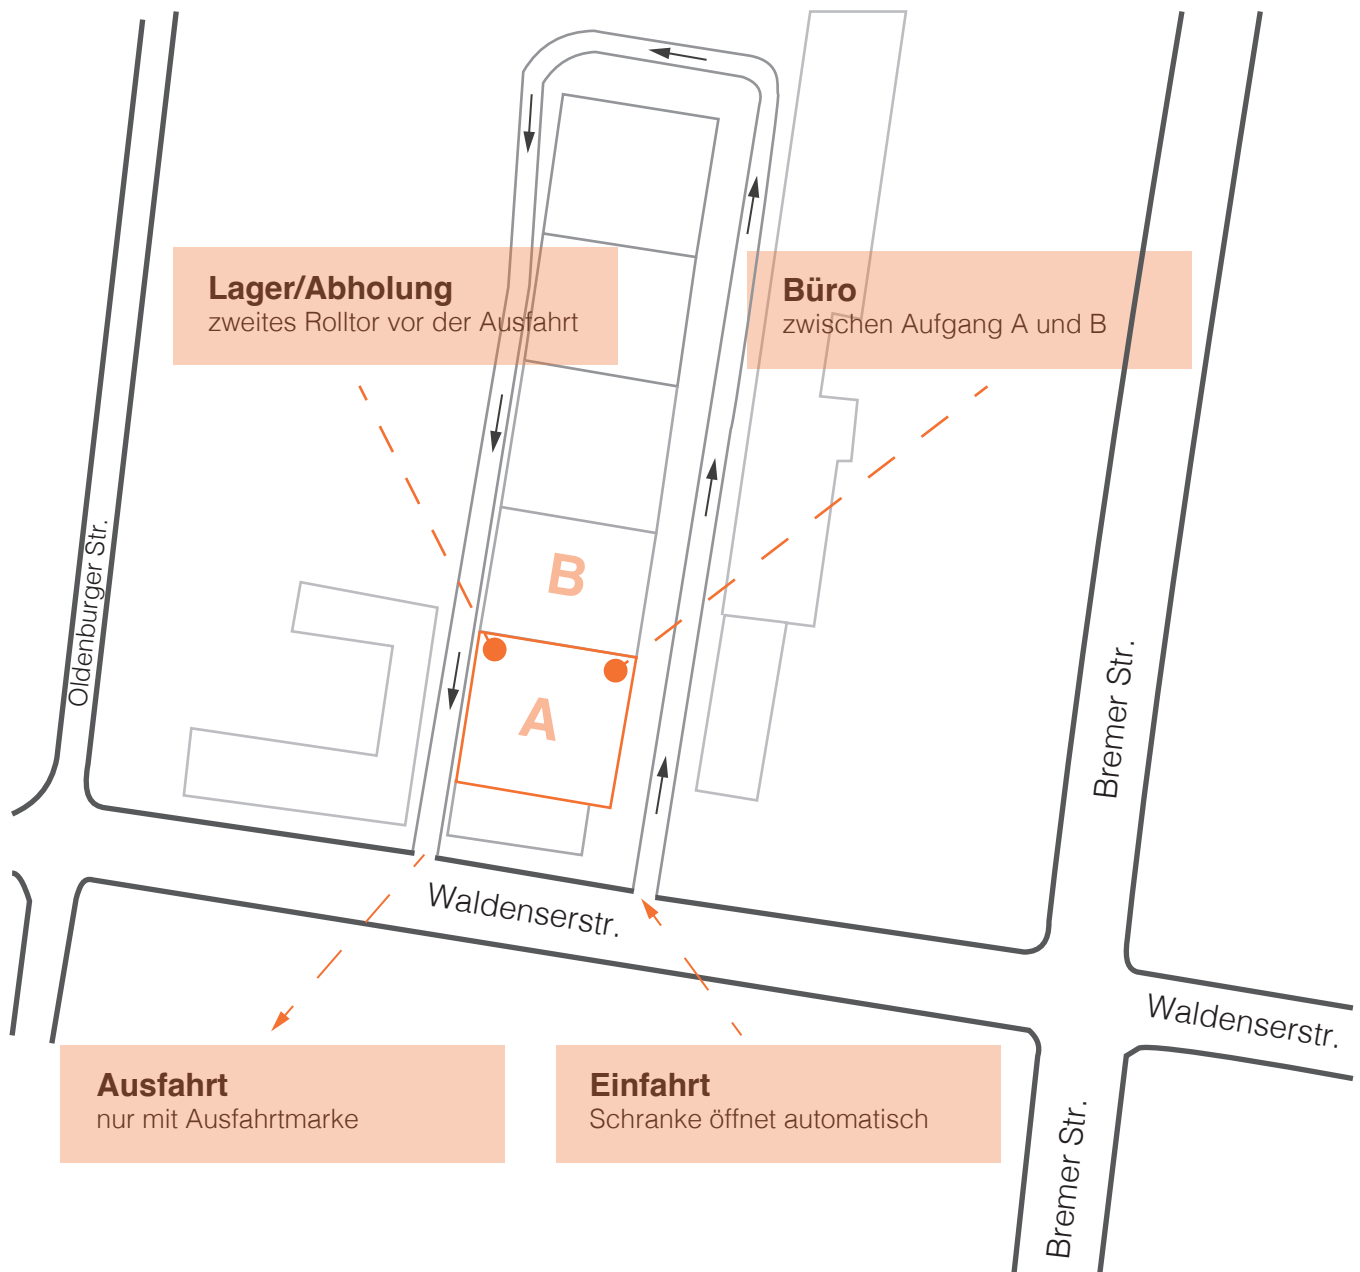 Lager/Abholung
zweites Rolltor vor der Ausfahrt
Büro
zwischen Aufgang A und B
Oldenburger Str.
B
A
Bremer Str.
Waldenserstr.
Waldenserstr.
Ausfahrt
nur mit Ausfahrtmarke
Einfahrt
Schranke öffnet automatisch
Bremer Str.